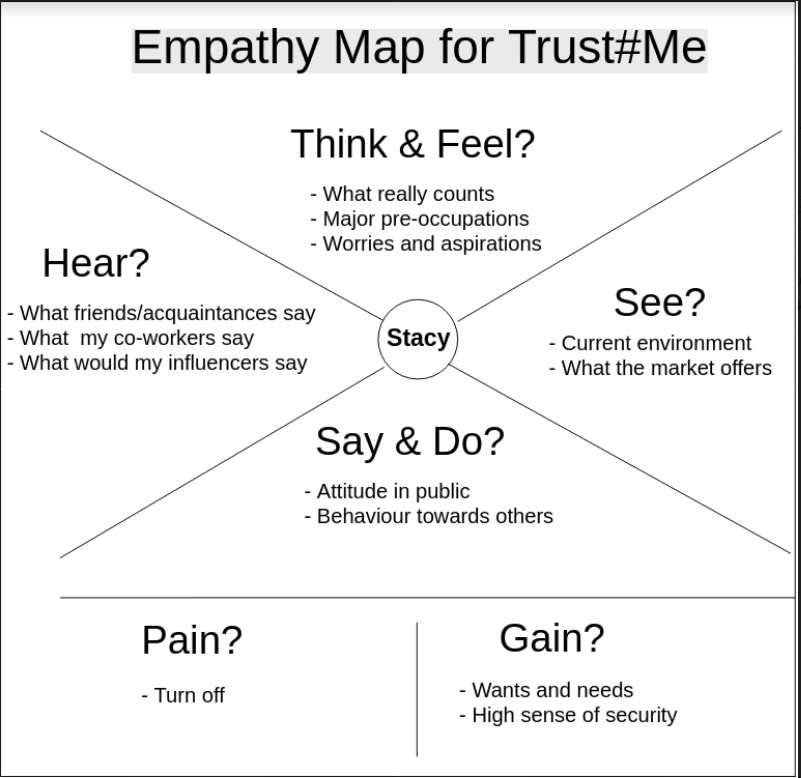 Empathy Map for Trust#Me
Think & Feel?
- What really counts
- Major pre-occupations
- Worries and aspirations
Hear?
- What friends/acquaintances say
- What  my co-workers say
- What would my influencers say
Stacy
See?
- Current environment
- What the market offers
Say & Do?
- Attitude in public
- Behaviour towards others
Pain?
- Turn off
Gain?
- Wants and needs
- High sense of security